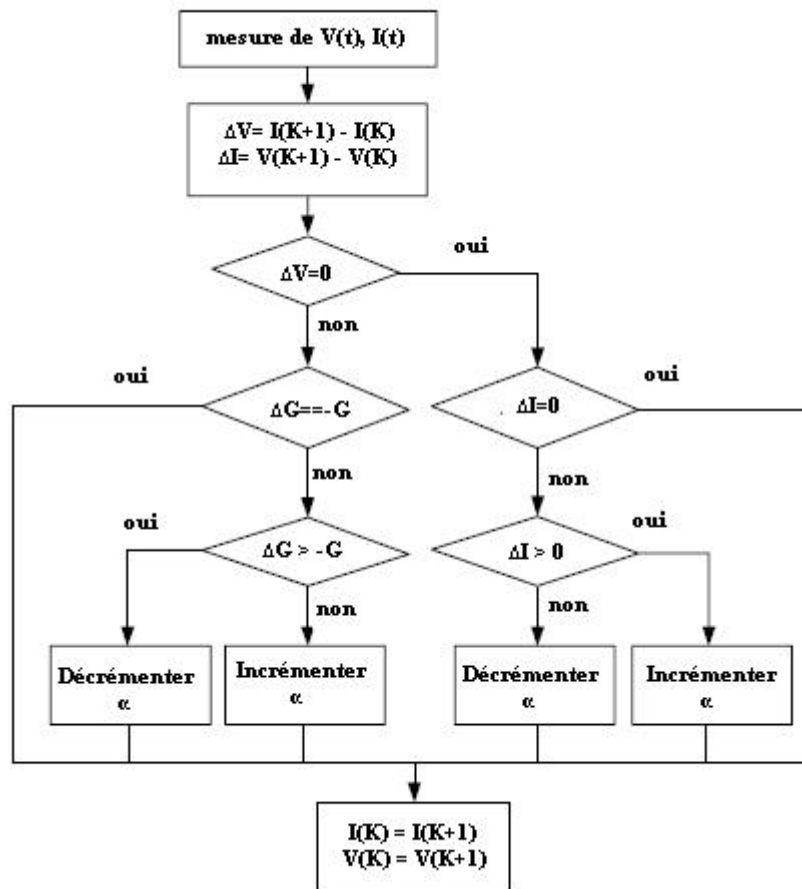 mesure de V(t), I(t)
ΔV= I(K+1) - I(K)
ΔI= V(K+1) - V(K)
oui
ΔV=0
non
oui
oui
ΔG==-G
ΔI=0
non
non
oui
oui
ΔG > -G
ΔI > 0
non
non
Décrémenter
α
Incrémenter
α
Décrémenter
α
Incrémenter
α
I(K) = I(K+1)
V(K) = V(K+1)